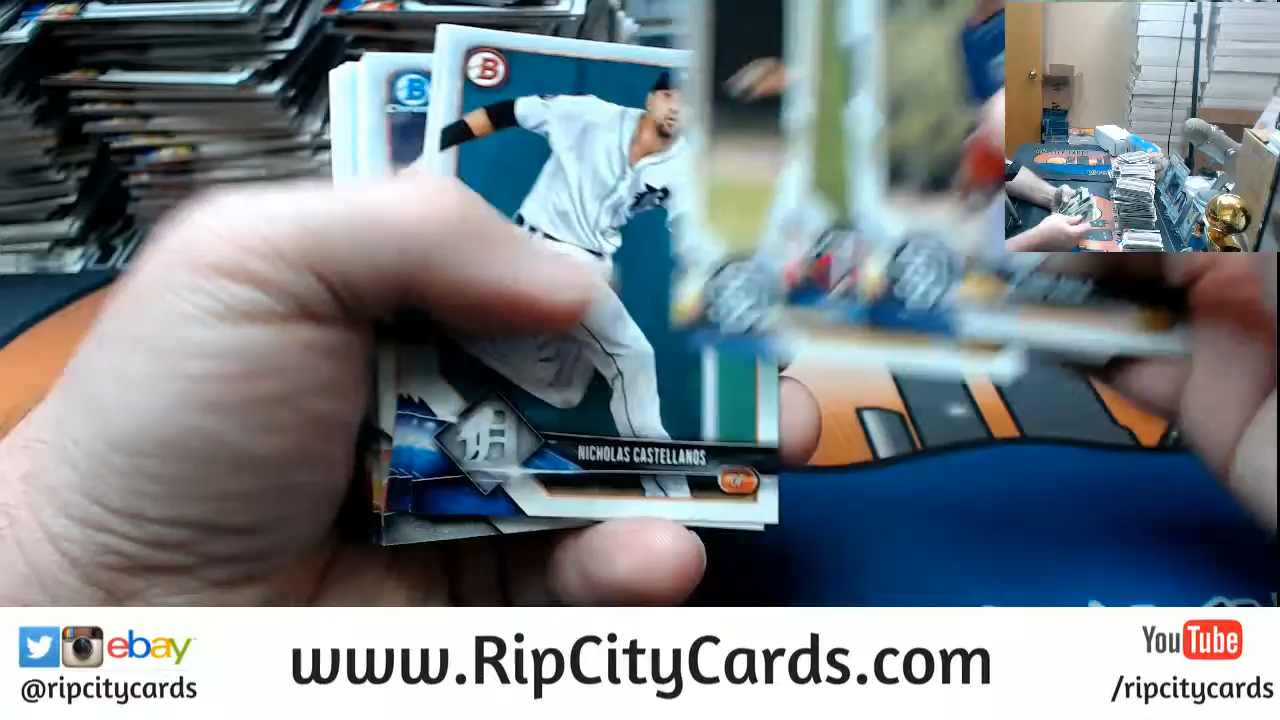 B
NICHOLAS CASTELLANOS
ebay
@ripcitycards
www.RipCityCards.com
YouTube
/ripcitycards